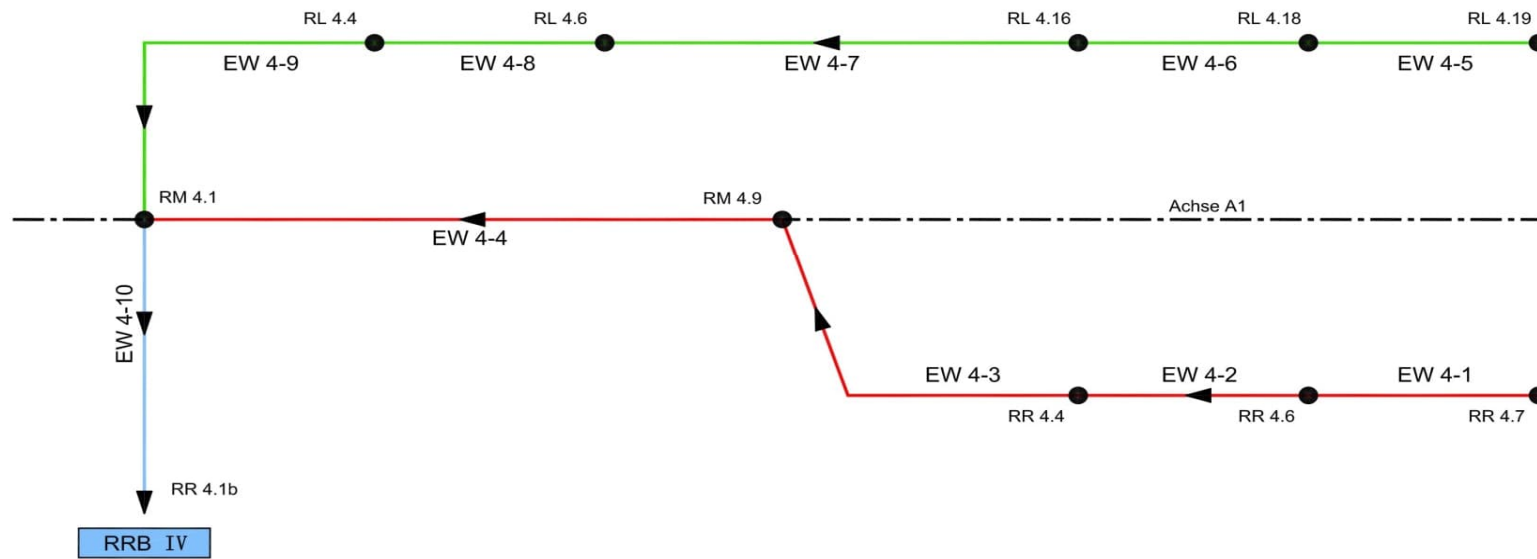 RL 4.4
RL 4.6
RL 4.16
RL 4.18
RL 4.19
EW 4-9
EW 4-8
EW 4-7
EW 4-6
EW 4-5
RM 4.1
RM 4.9
Achse A1
EW 4-4
EW 4-10
EW 4-3
EW 4-2
EW 4-1
RR 4.4
RR 4.6
RR 4.7
RR 4.1b
RRB IV